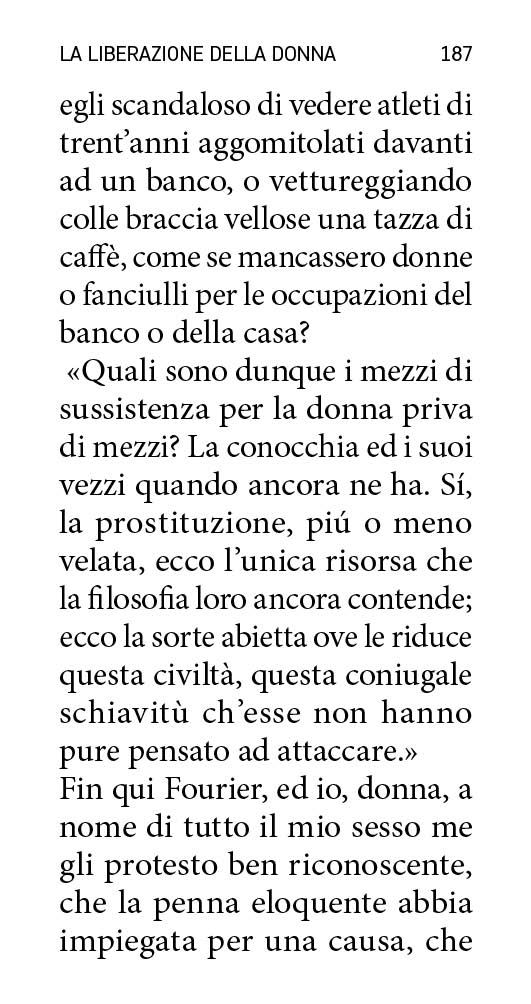 LA LIBERAZIONE DELLA DONNA 187
egli scandaloso di vedere atleti di
trent’anni aggomitolati davanti
ad un banco, o vettureggiando
colle braccia vellose una tazza di
caffè, come se mancassero donne
o fanciulli per le occupazioni del
banco o della casa?
«Quali sono dunque i mezzi di
sussistenza per la donna priva
di mezzi? La conocchia ed i suoi
vezzi quando ancora ne ha. Sí,
la prostituzione, piú o meno
velata, ecco l’unica risorsa che
la filosofia loro ancora contende;
ecco la sorte abietta ove le riduce
questa civiltà, questa coniugale
schiavitù ch’esse non hanno
pure pensato ad attaccare.»
Fin qui Fourier, ed io, donna, a
nome di tutto il mio sesso me
gli protesto ben riconoscente,
che la penna eloquente abbia
impiegata per una causa, che